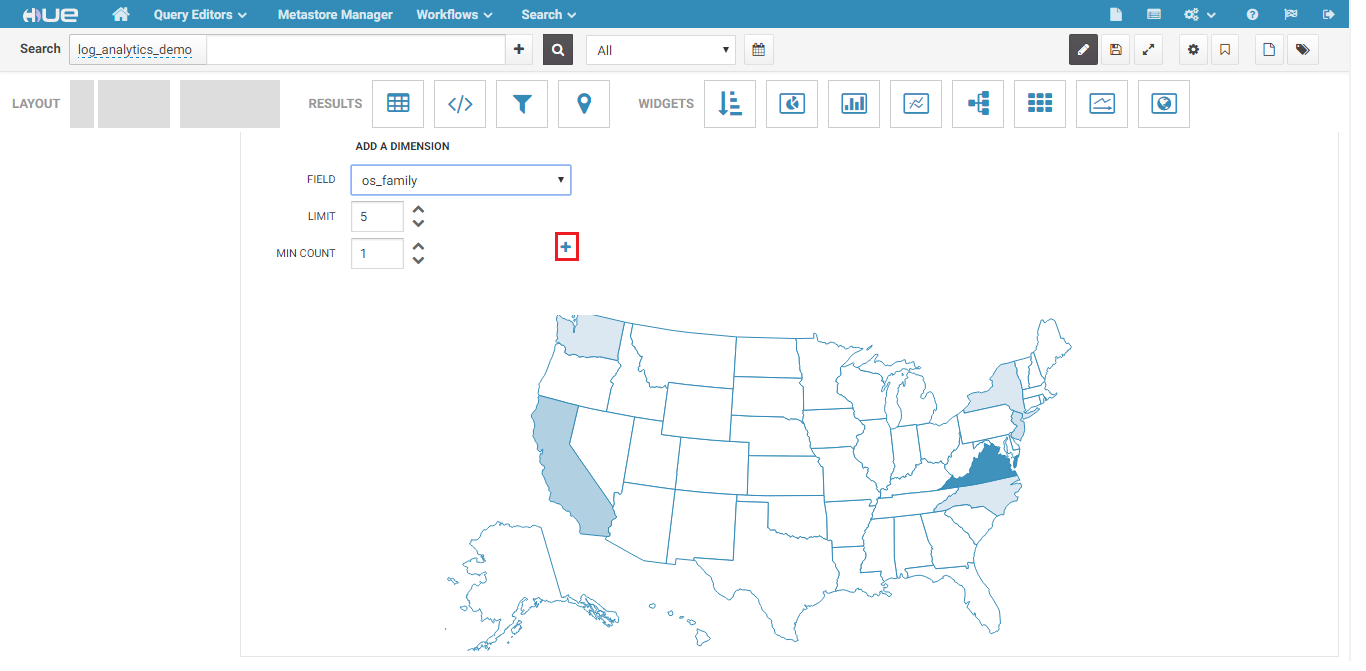 HUE Query Editors Metastore Manager Workflows Search
Search log_analytics_demo All
LAYOUT RESULTS WIDGETS
ADD A DIMENSION
FIELD os_family
LIMIT 5
MIN COUNT 1